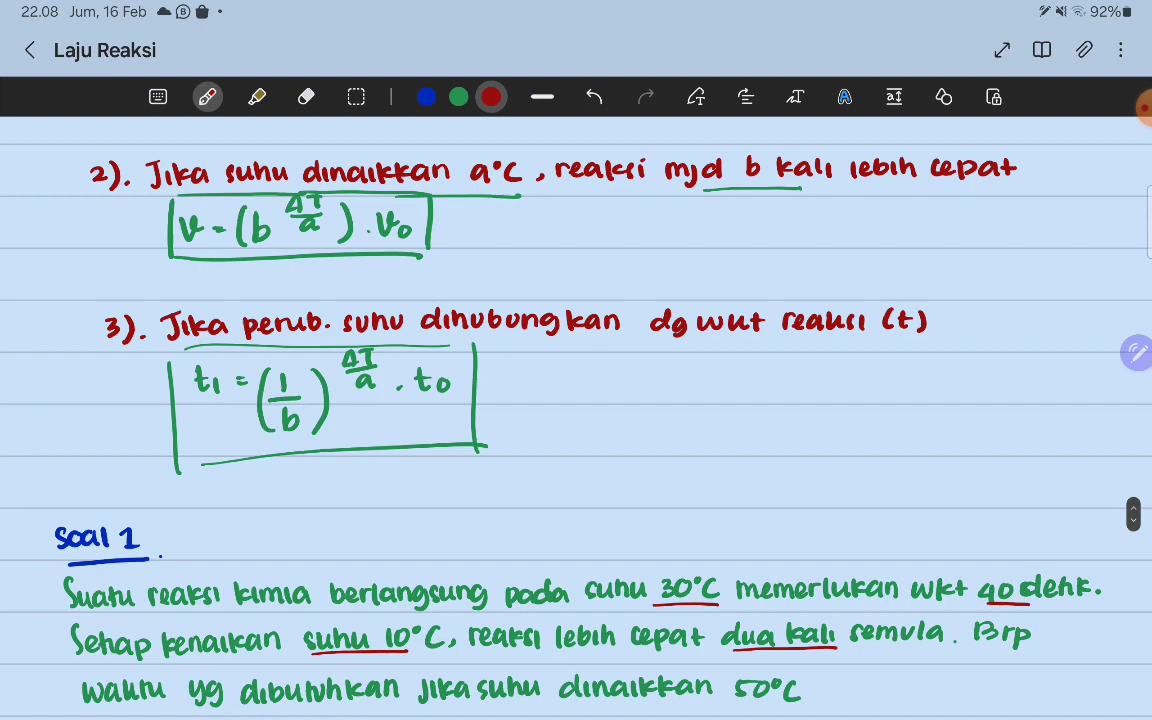 22.08 Jum, 16 Feb
92%
Laju Reaksi
2). Jika suhu dinaikkan a°C, reaksi mjd b kali lebih cepat
v = (b ΔT/a) . v₀
3). Jika perub. suhu dihubungkan dg wkt reaksi (t)
t₁ = (1/b) ΔT/a . t₀
Soal 1
Suatu reaksi kimia berlangsung pada suhu 30°C memerlukan wkt 40 detik.
Setiap kenaikan suhu 10°C, reaksi lebih cepat dua kali semula. Brp
waktu yg dibutuhkan jika suhu dinaikkan 50°C